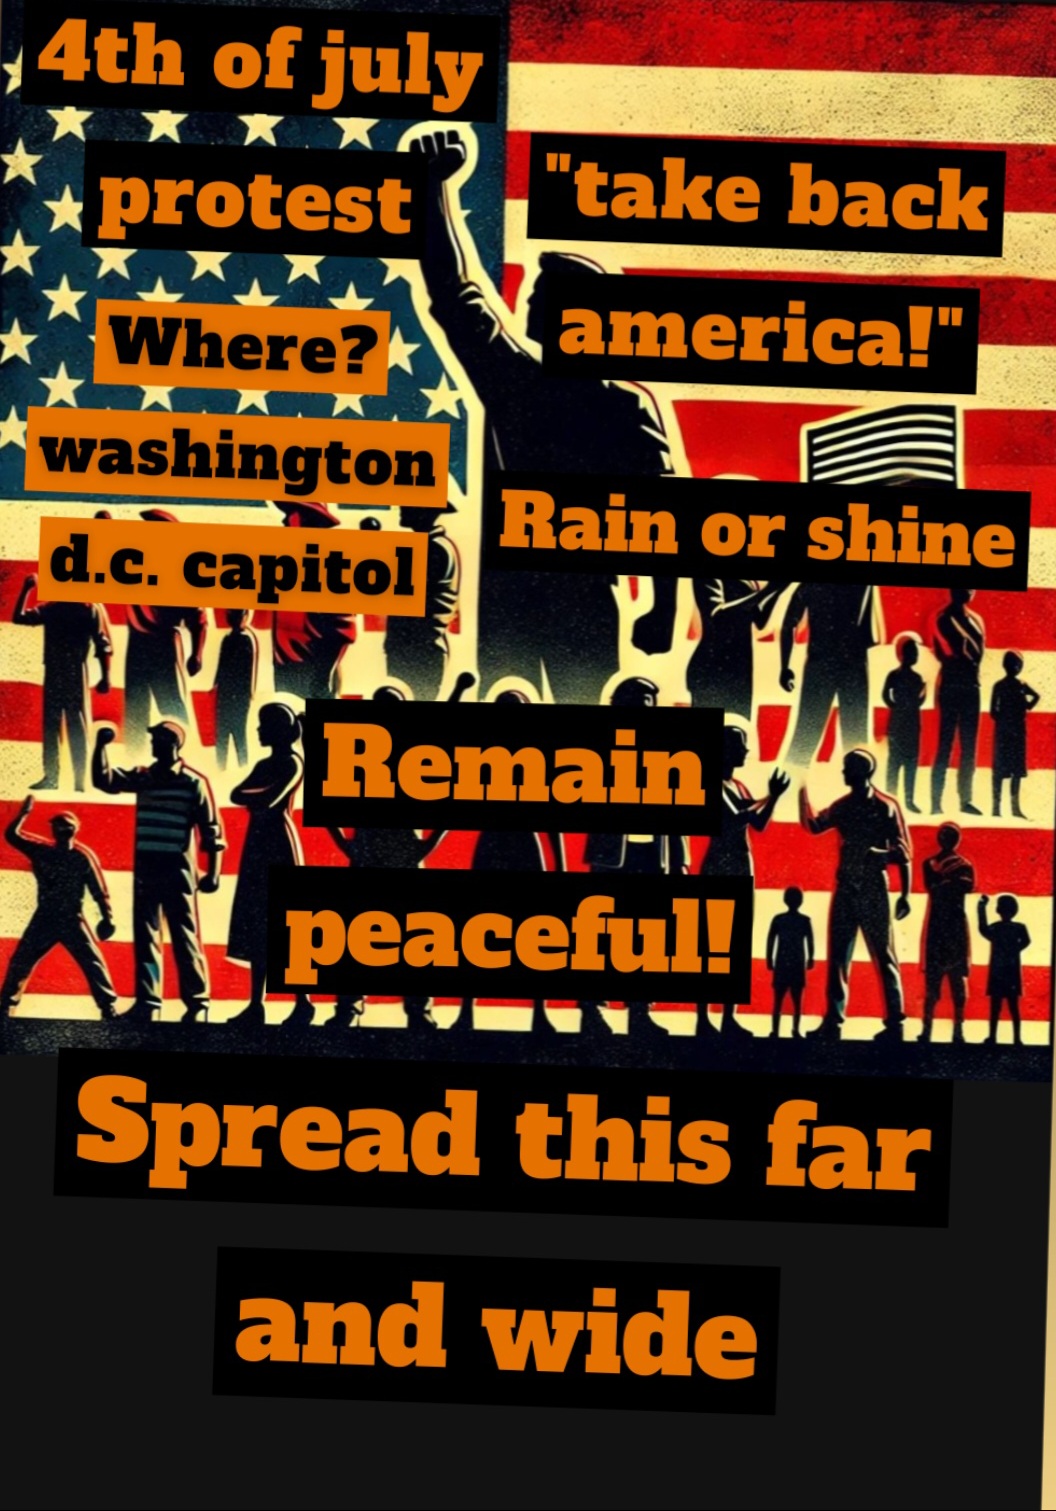 4th of july
protest
Where?
washington
d.c. capitol
"take back
america!"
Rain or shine
Remain
peaceful!
Spread this far
and wide